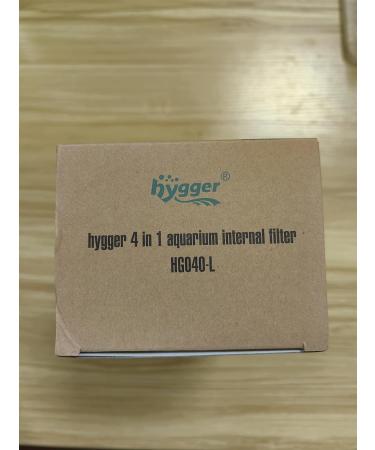 hygger®
hygger 4 in 1 aquarium internal filter
HG040-L